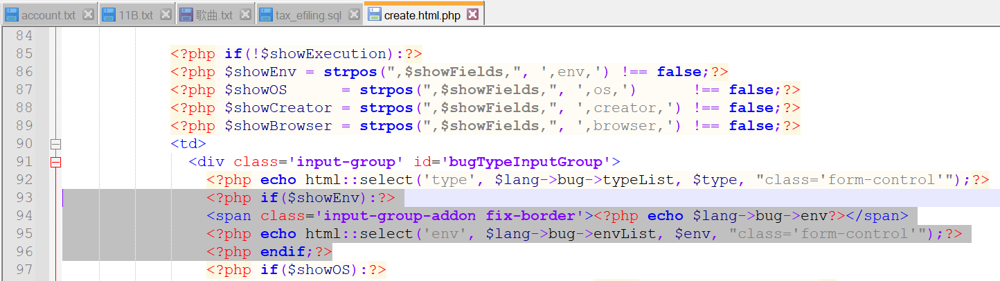 account.txt 11B.txt 歌曲.txt tax_efiling.sql create.html.php
84
85 <?php if(!$showExecution):?>
86 <?php $showEnv = strpos(",$showFields,", ',env,') !== false;?>
87 <?php $showOS      = strpos(",$showFields,", ',os,')      !== false;?>
88 <?php $showCreator = strpos(",$showFields,", ',creator,') !== false;?>
89 <?php $showBrowser = strpos(",$showFields,", ',browser,') !== false;?>
90 <td>
91 <div class='input-group' id='bugTypeInputGroup'>
92 <?php echo html::select('type', $lang->bug->typeList, $type, "class='form-control'");?>
93 <?php if($showEnv):?>
94 <span class='input-group-addon fix-border'><?php echo $lang->bug->env?></span>
95 <?php echo html::select('env', $lang->bug->envList, $env, "class='form-control'");?>
96 <?php endif;?>
97 <?php if($showOS):?>